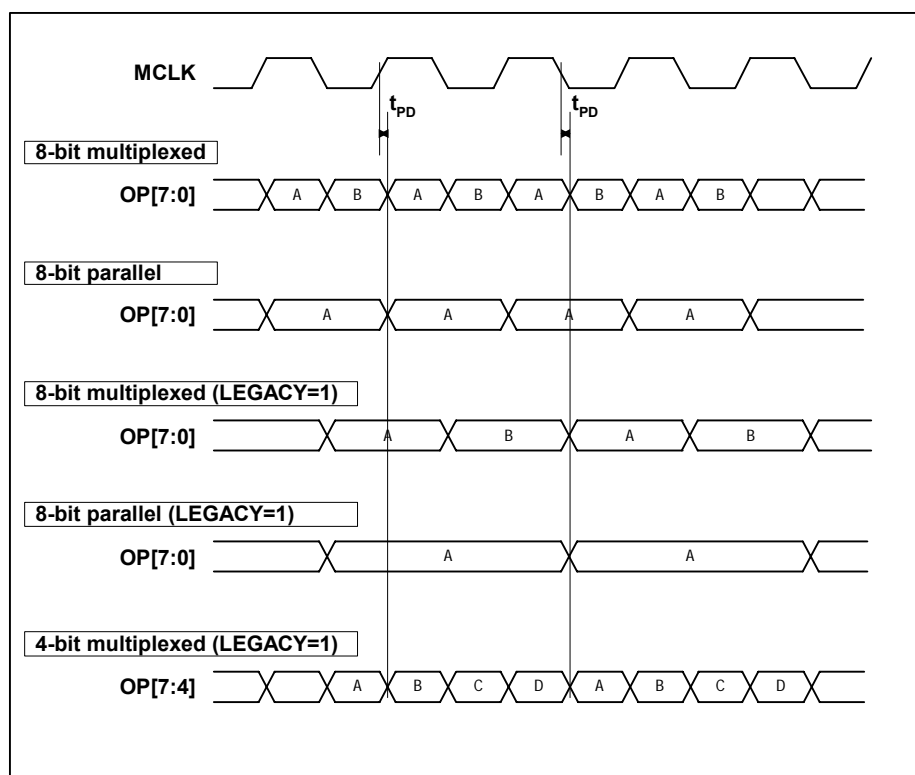 MCLK
tPD tPD
8-bit multiplexed
OP[7:0] A B A B A B A B
8-bit parallel
OP[7:0] A A A A
8-bit multiplexed (LEGACY=1)
OP[7:0] A B A B
8-bit parallel (LEGACY=1)
OP[7:0] A A
4-bit multiplexed (LEGACY=1)
OP[7:4] A B C D A B C D